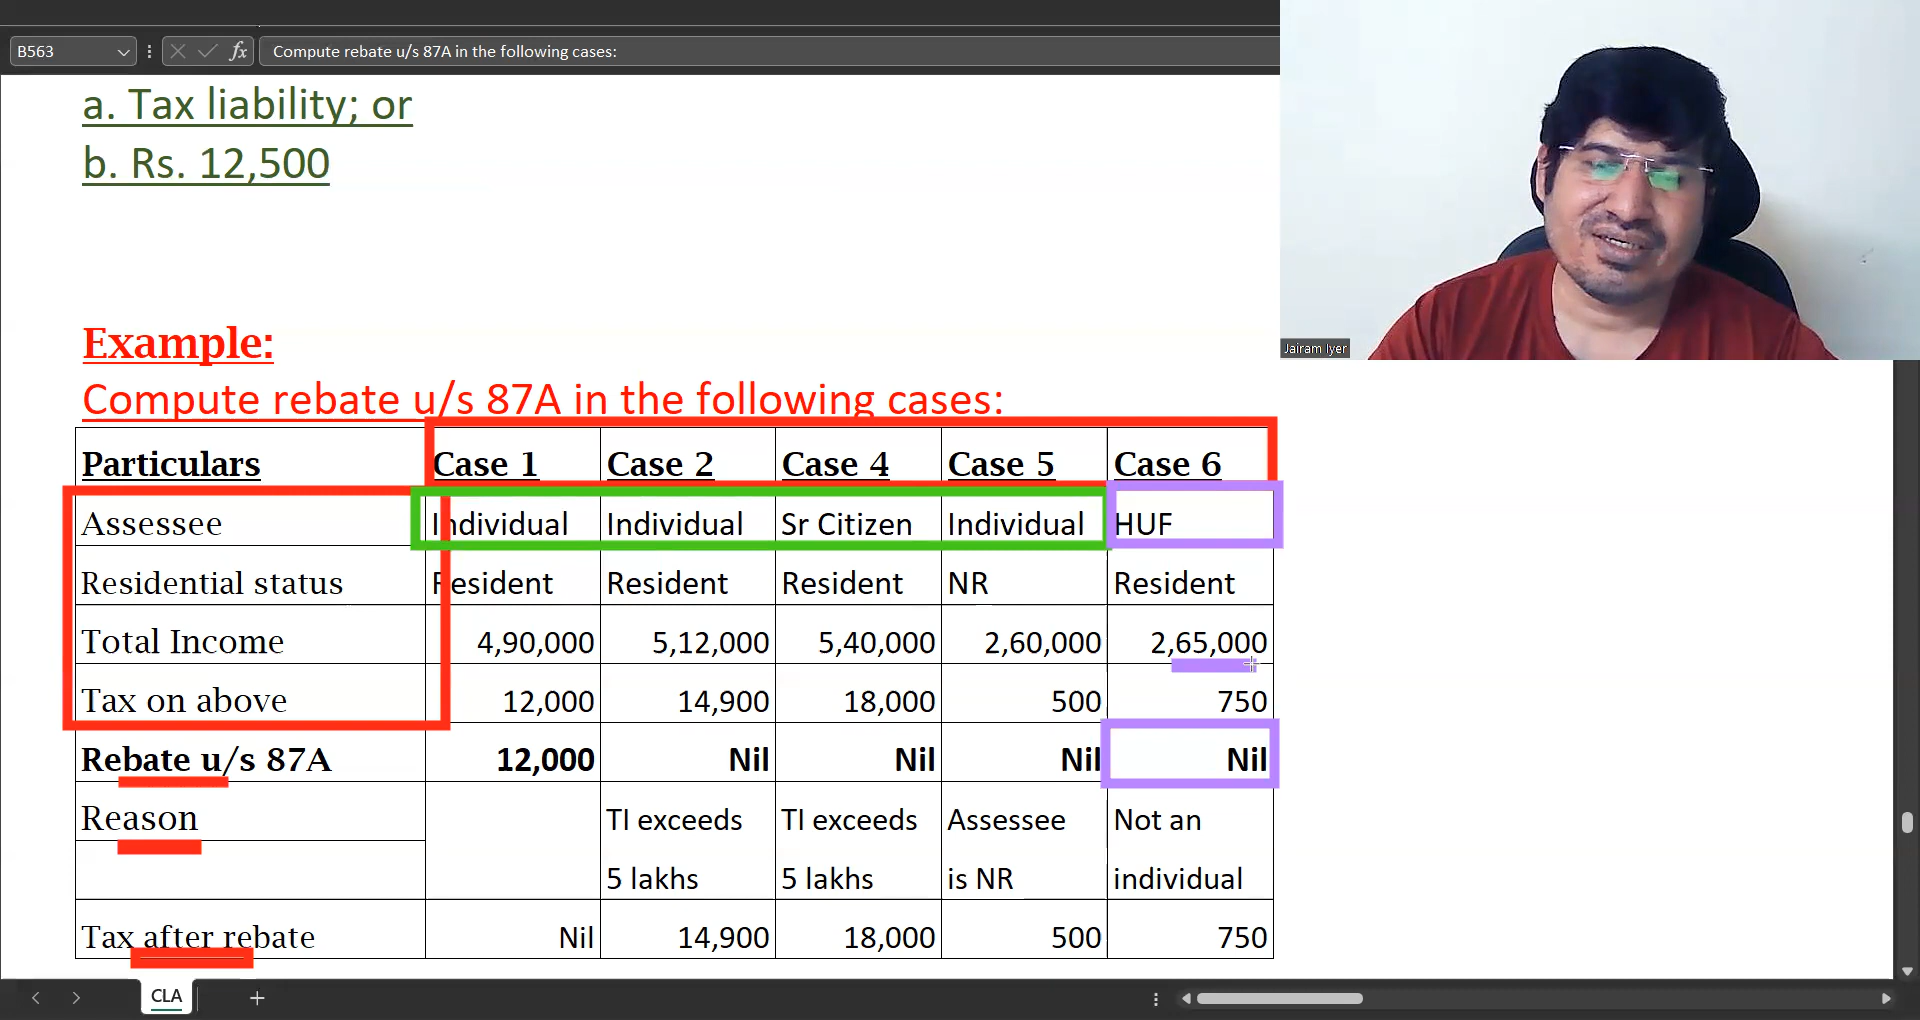 B563
fx
Compute rebate u/s 87A in the following cases:
a. Tax liability; or
b. Rs. 12,500
Jairam Iyer
Example:
Compute rebate u/s 87A in the following cases:
Particulars Case 1 Case 2 Case 4 Case 5 Case 6
Assessee Individual Individual Sr Citizen Individual HUF
Residential status Resident Resident Resident NR Resident
Total Income 4,90,000 5,12,000 5,40,000 2,60,000 2,65,000
Tax on above 12,000 14,900 18,000 500 750
Rebate u/s 87A 12,000 Nil Nil Nil Nil
Reason TI exceeds TI exceeds Assessee Not an
5 lakhs 5 lakhs is NR individual
Tax after rebate Nil 14,900 18,000 500 750
CLA